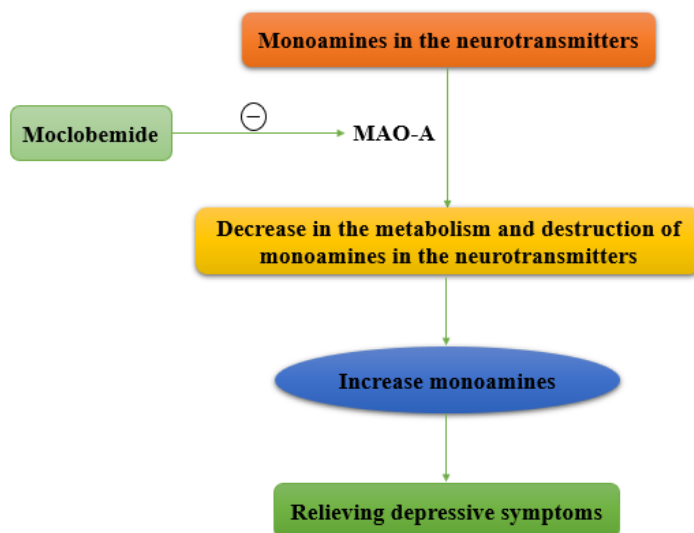 Monoamines in the neurotransmitters
−
Moclobemide
MAO-A
Decrease in the metabolism and destruction of
monoamines in the neurotransmitters
Increase monoamines
Relieving depressive symptoms